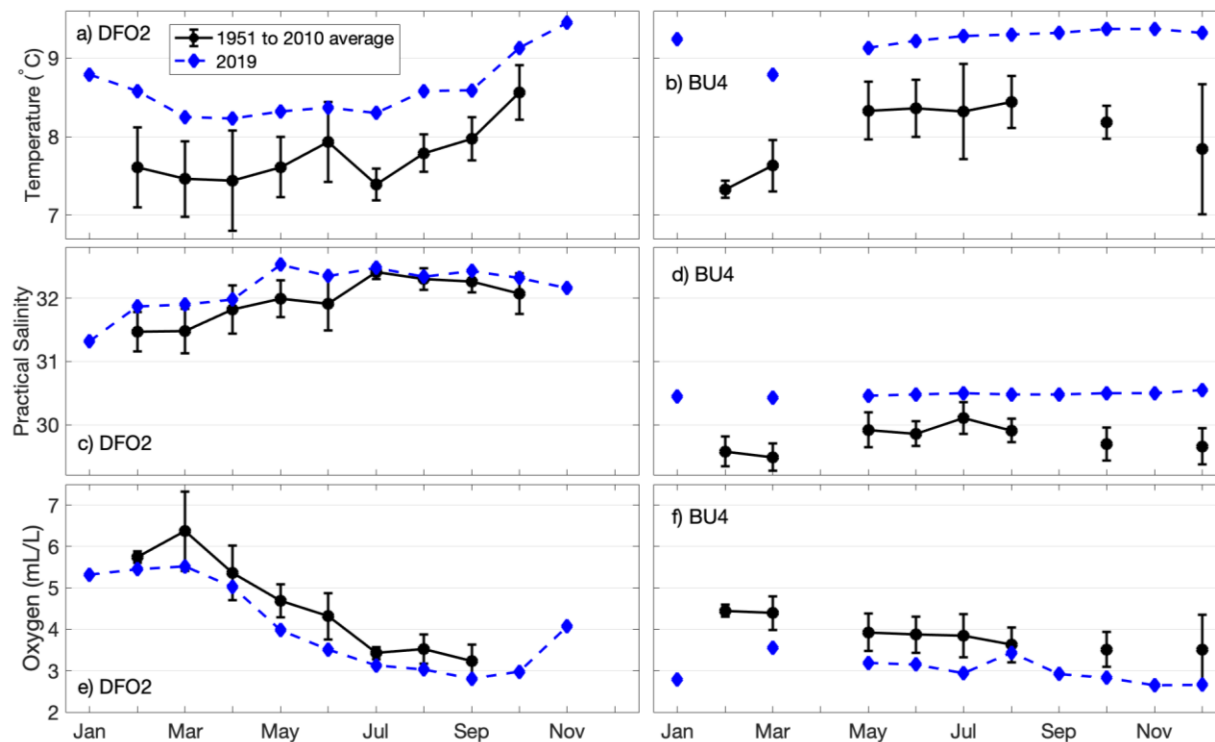 a) DFO2
1951 to 2010 average
2019
b) BU4
Temperature (°C)
9
8
7
c) DFO2
d) BU4
Practical Salinity
32
31
30
e) DFO2
f) BU4
Oxygen (mL/L)
7
6
5
4
3
2
Jan Mar May Jul Sep Nov
Jan Mar May Jul Sep Nov